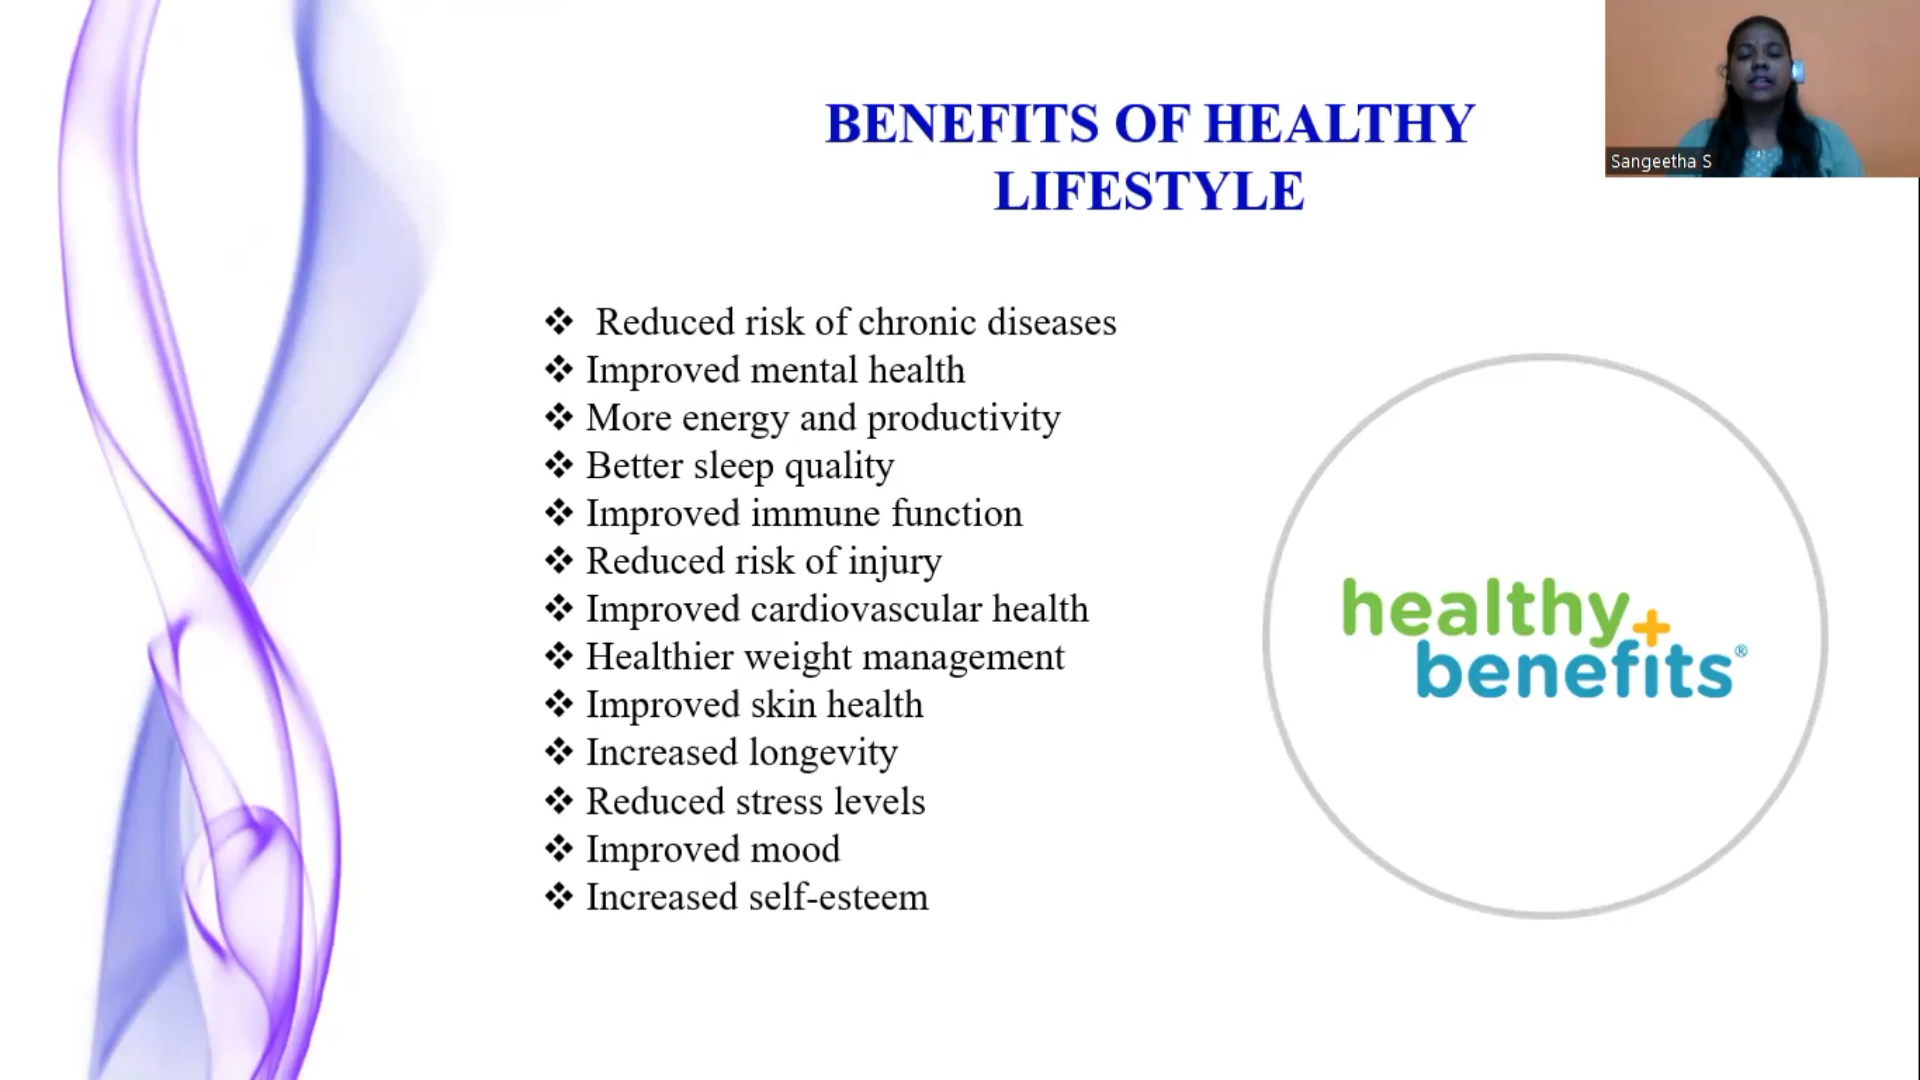 BENEFITS OF HEALTHY
LIFESTYLE
Sangeetha S
❖ Reduced risk of chronic diseases
❖ Improved mental health
❖ More energy and productivity
❖ Better sleep quality
❖ Improved immune function
❖ Reduced risk of injury
❖ Improved cardiovascular health
❖ Healthier weight management
❖ Improved skin health
❖ Increased longevity
❖ Reduced stress levels
❖ Improved mood
❖ Increased self-esteem
healthy+
benefits®